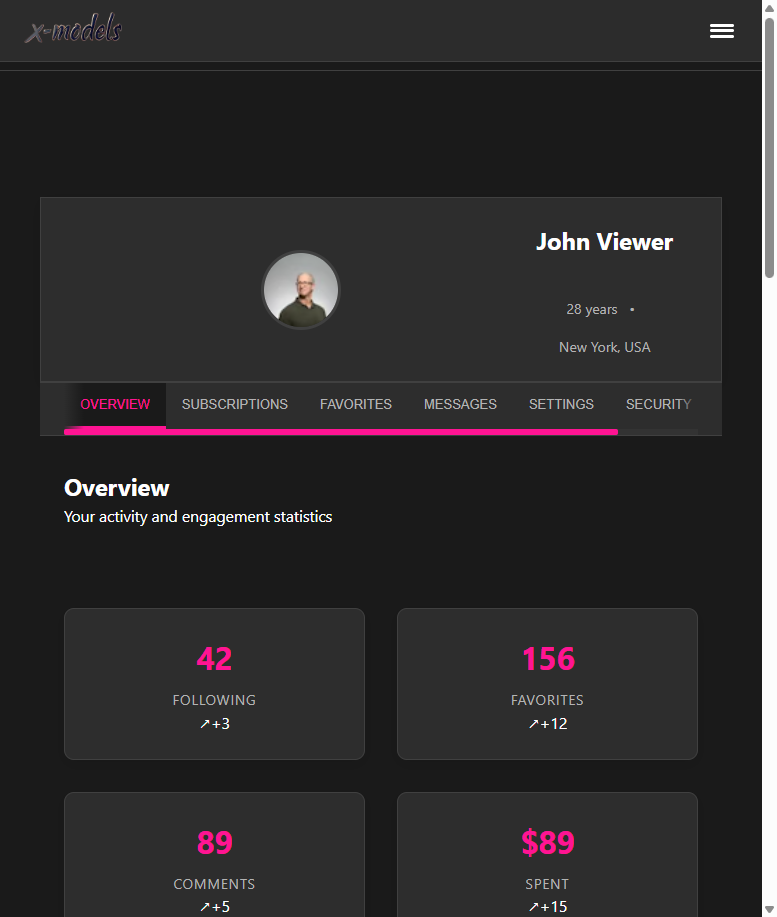 x-models
John Viewer
28 years •
New York, USA
OVERVIEW SUBSCRIPTIONS FAVORITES MESSAGES SETTINGS SECURITY
Overview
Your activity and engagement statistics
42 156
FOLLOWING FAVORITES
↗+3 ↗+12
89 $89
COMMENTS SPENT
↗+5 ↗+15